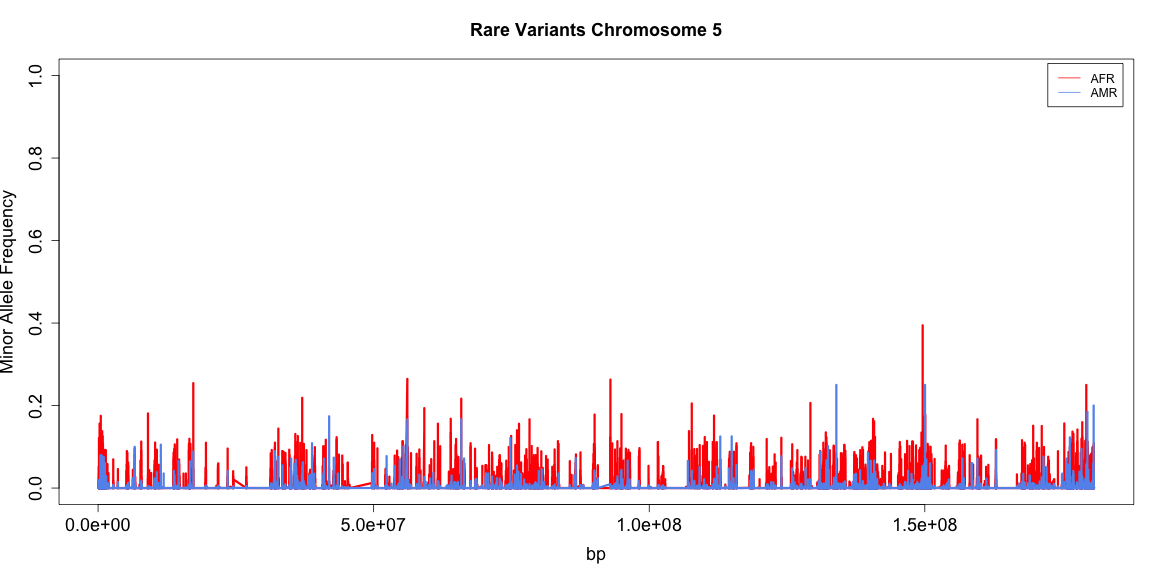 Rare Variants Chromosome 5
AFR
AMR
Minor Allele Frequency
1.0
0.8
0.6
0.4
0.2
0.0
0.0e+00 5.0e+07 1.0e+08 1.5e+08
bp